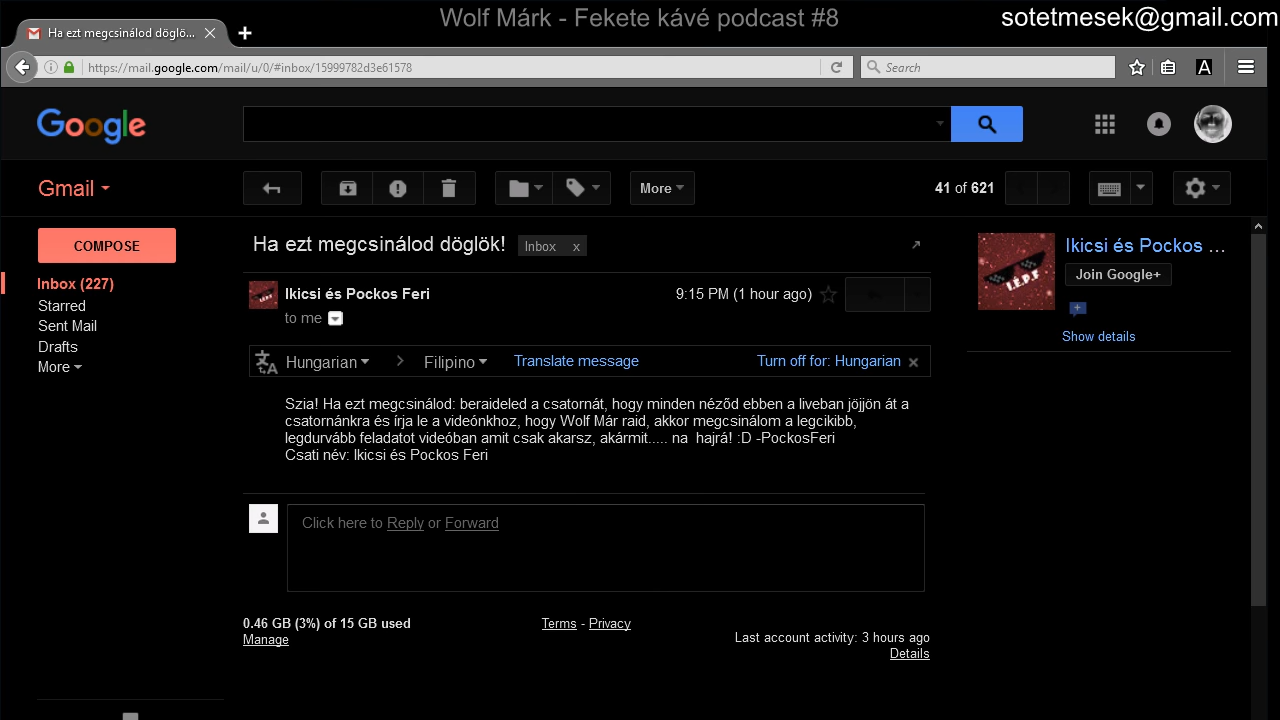 Wolf Márk - Fekete kávé podcast #8
sotetmesek@gmail.com
Ha ezt megcsinálod döglö...
https://mail.google.com/mail/u/0/#inbox/15999782d3e61578
Search
A
Google
Gmail
More
41 of 621
COMPOSE
Inbox (227)
Starred
Sent Mail
Drafts
More
Ha ezt megcsinálod döglök!
Inbox x
Ikicsi és Pockos Feri
9:15 PM (1 hour ago)
to me
Hungarian
Filipino
Translate message
Turn off for: Hungarian
Szia! Ha ezt megcsinálod: beraideled a csatornát, hogy minden néződ ebben a liveban jöjjön át a
csatornánkra és írja le a videónkhoz, hogy Wolf Már raid, akkor megcsinálom a legcikibb,
legdurvább feladatot videóban amit csak akarsz, akármit..... na  hajrá! :D -PockosFeri
Csati név: Ikicsi és Pockos Feri
Click here to Reply or Forward
0.46 GB (3%) of 15 GB used
Manage
Terms - Privacy
Last account activity: 3 hours ago
Details
I.É.P.F
Ikicsi és Pockos ...
Join Google+
Show details